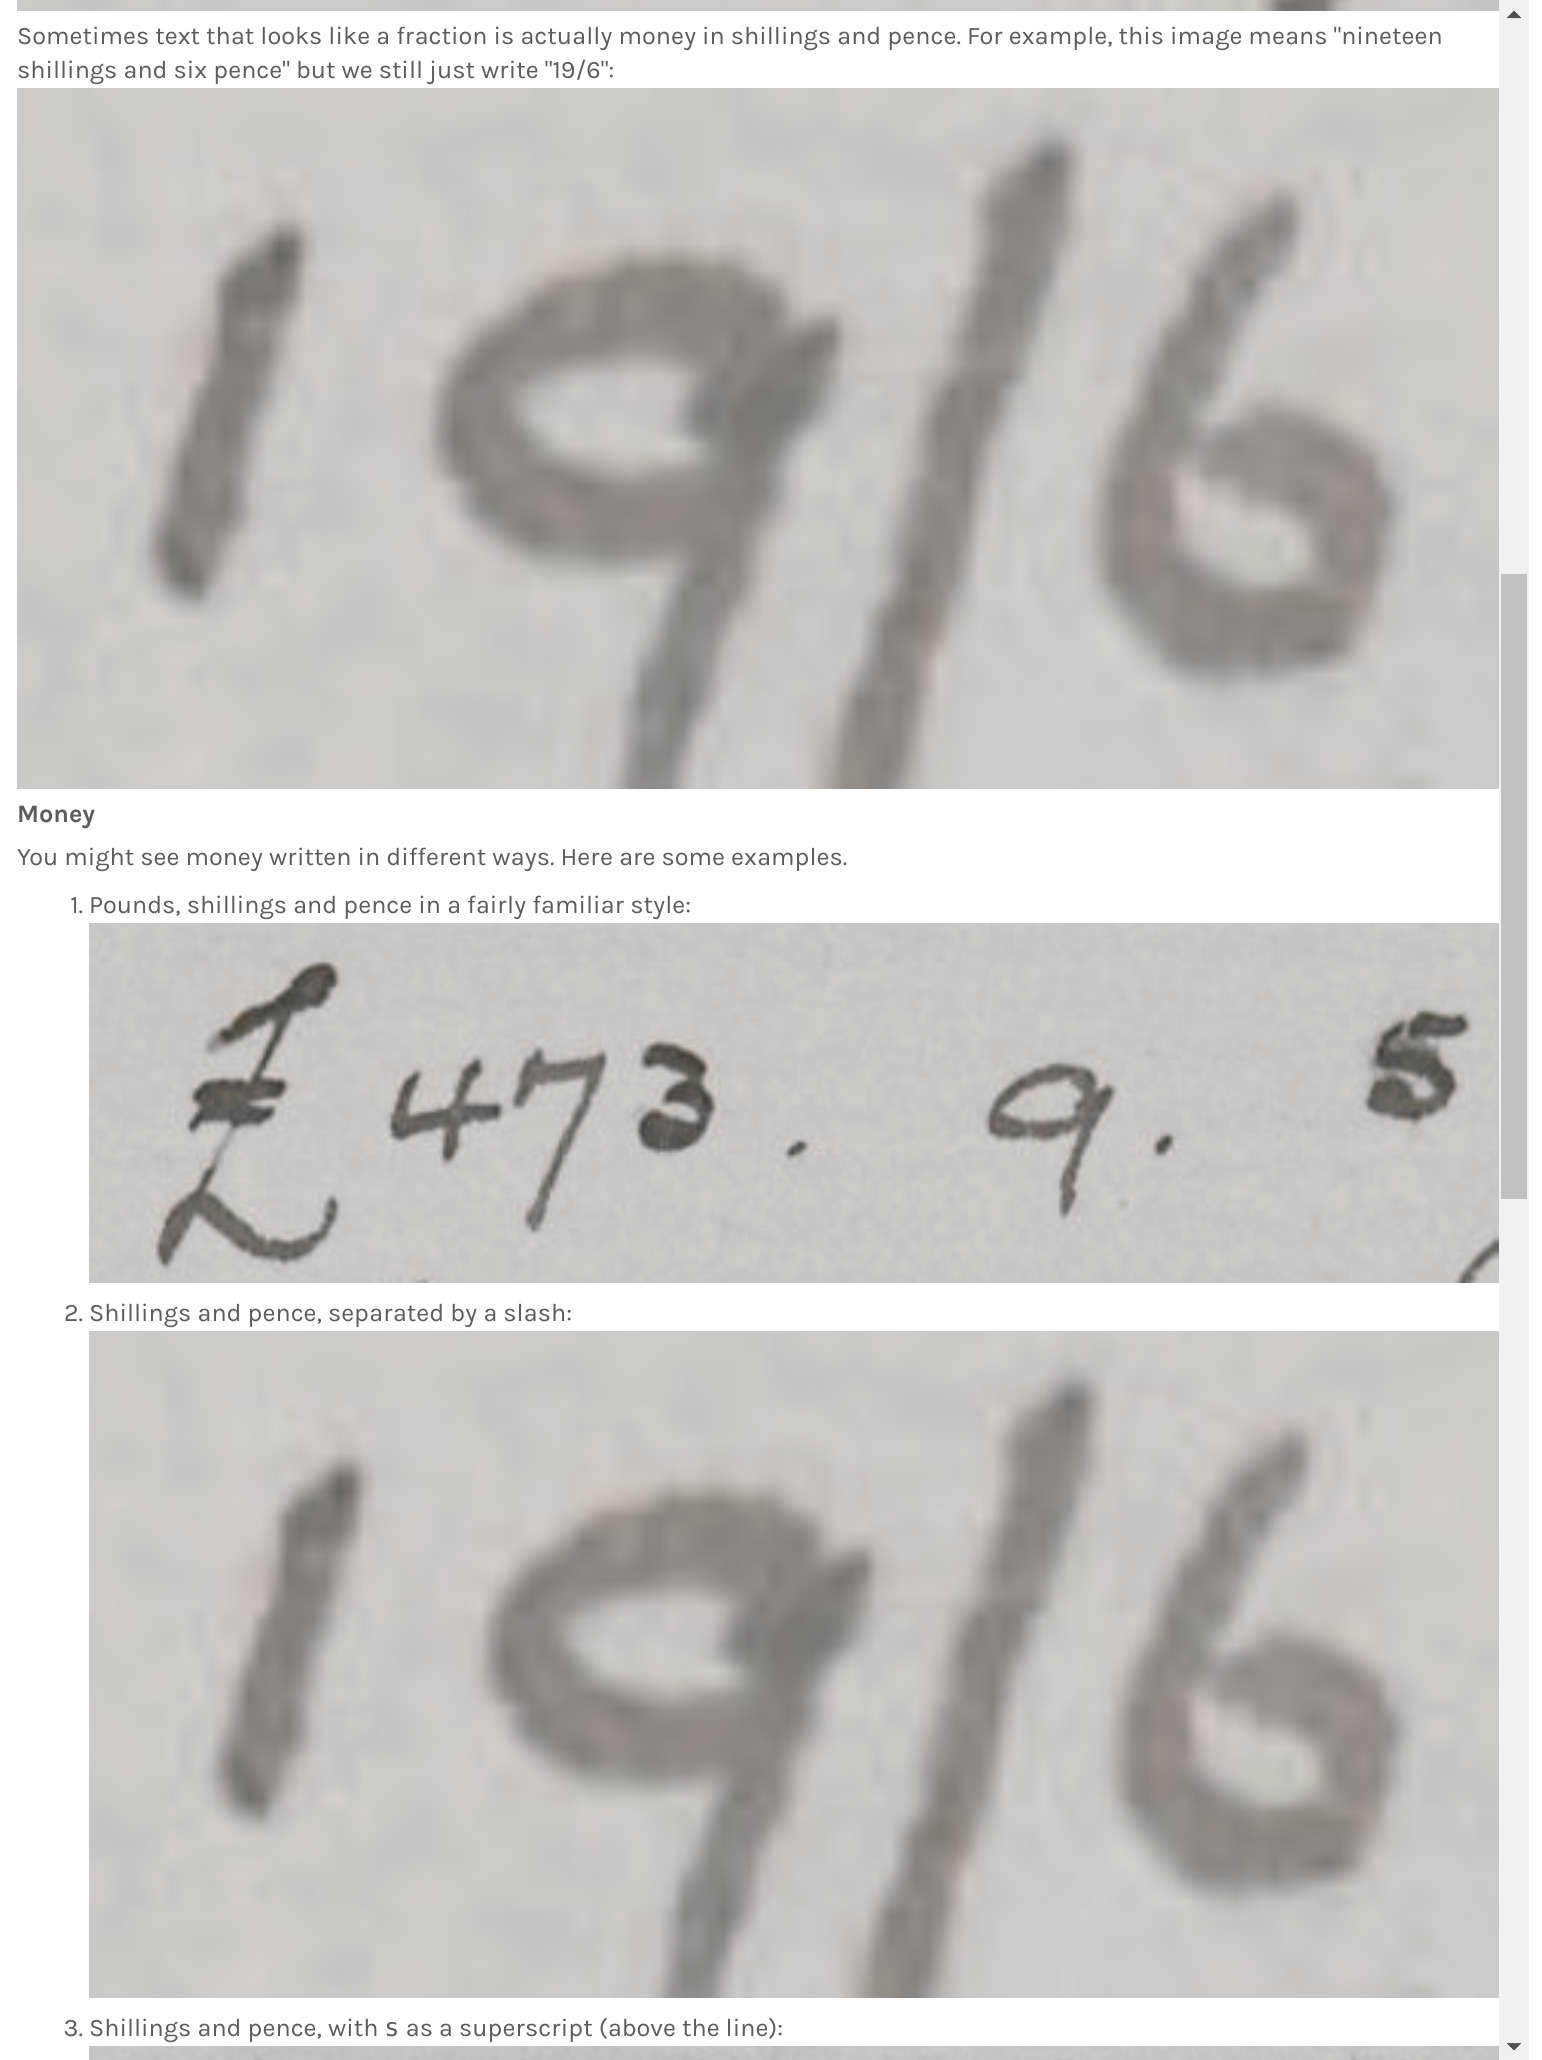 Sometimes text that looks like a fraction is actually money in shillings and pence. For example, this image means "nineteen
shillings and six pence" but we still just write "19/6":
19/6
Money
You might see money written in different ways. Here are some examples.
1. Pounds, shillings and pence in a fairly familiar style:
£473. 9. 5
2. Shillings and pence, separated by a slash:
19/6
3. Shillings and pence, with s as a superscript (above the line):